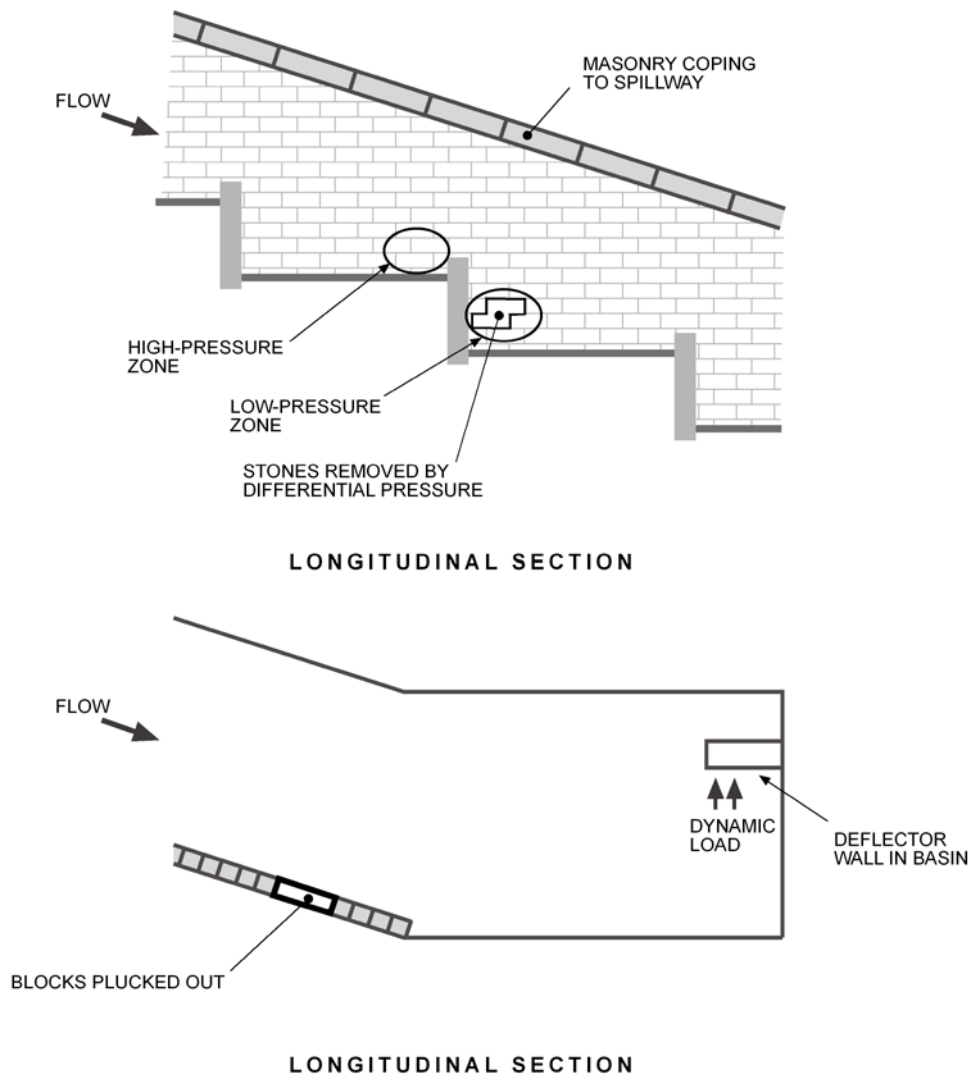 MASONRY COPING
TO SPILLWAY
FLOW
HIGH-PRESSURE
ZONE
LOW-PRESSURE
ZONE
STONES REMOVED BY
DIFFERENTIAL PRESSURE
LONGITUDINAL SECTION
FLOW
DYNAMIC
LOAD
DEFLECTOR
WALL IN BASIN
BLOCKS PLUCKED OUT
LONGITUDINAL SECTION